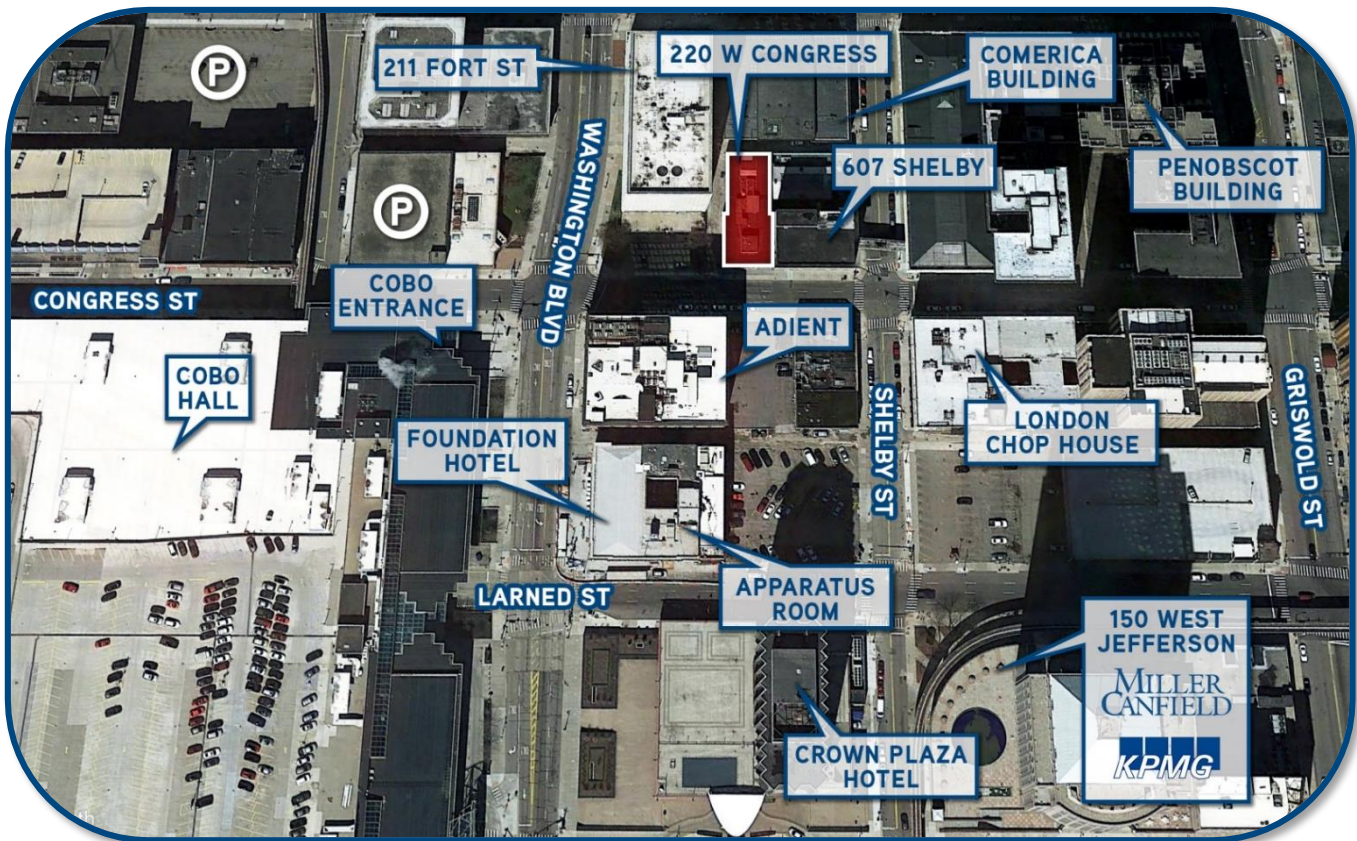 P
211 FORT ST
220 W CONGRESS
COMERICA
BUILDING
WASHINGTON BLVD
607 SHELBY
PENOBSCOT
BUILDING
P
CONGRESS ST
COBO
ENTRANCE
ADIENT
COBO
HALL
FOUNDATION
HOTEL
SHELBY ST
LONDON
CHOP HOUSE
GRISWOLD ST
LARNED ST
APPARATUS
ROOM
150 WEST
JEFFERSON
MILLER
CANFIELD
KPMG
CROWN PLAZA
HOTEL